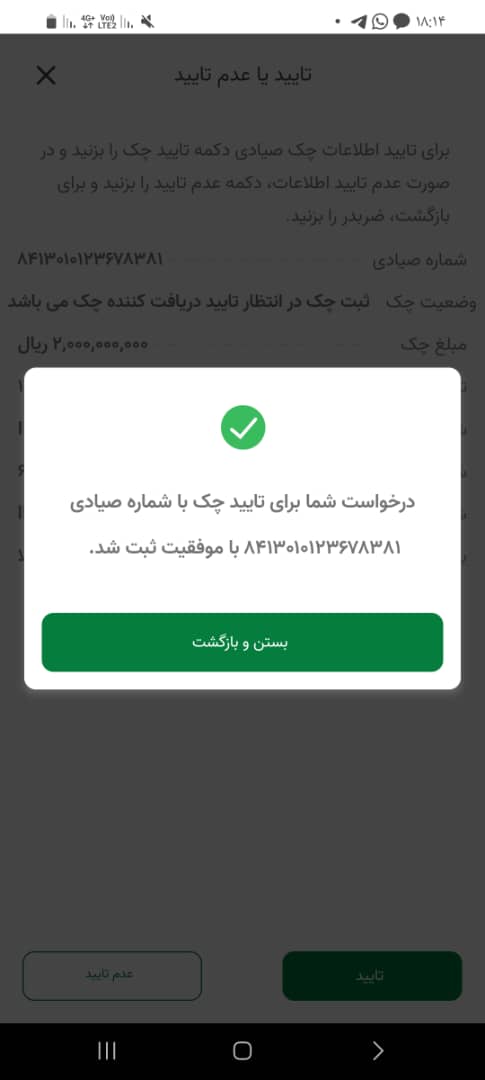 ۱۸:۱۴
4G+ Vo)) LTE2
تایید یا عدم تایید
برای تایید اطلاعات چک صیادی دکمه تایید چک را بزنید و در
صورت عدم تایید اطلاعات، دکمه عدم تایید را بزنید و برای
بازگشت، ضربدر را بزنید.
شماره صیادی ۸۴۱۳۰۱۰۱۲۳۶۷۸۳۸۱
وضعیت چک ثبت چک در انتظار تایید دریافت کننده چک می باشد
مبلغ چک ۲,۰۰۰,۰۰۰,۰۰۰ ریال
درخواست شما برای تایید چک با شماره صیادی
۸۴۱۳۰۱۰۱۲۳۶۷۸۳۸۱ با موفقیت ثبت شد.
بستن و بازگشت
تایید
عدم تایید